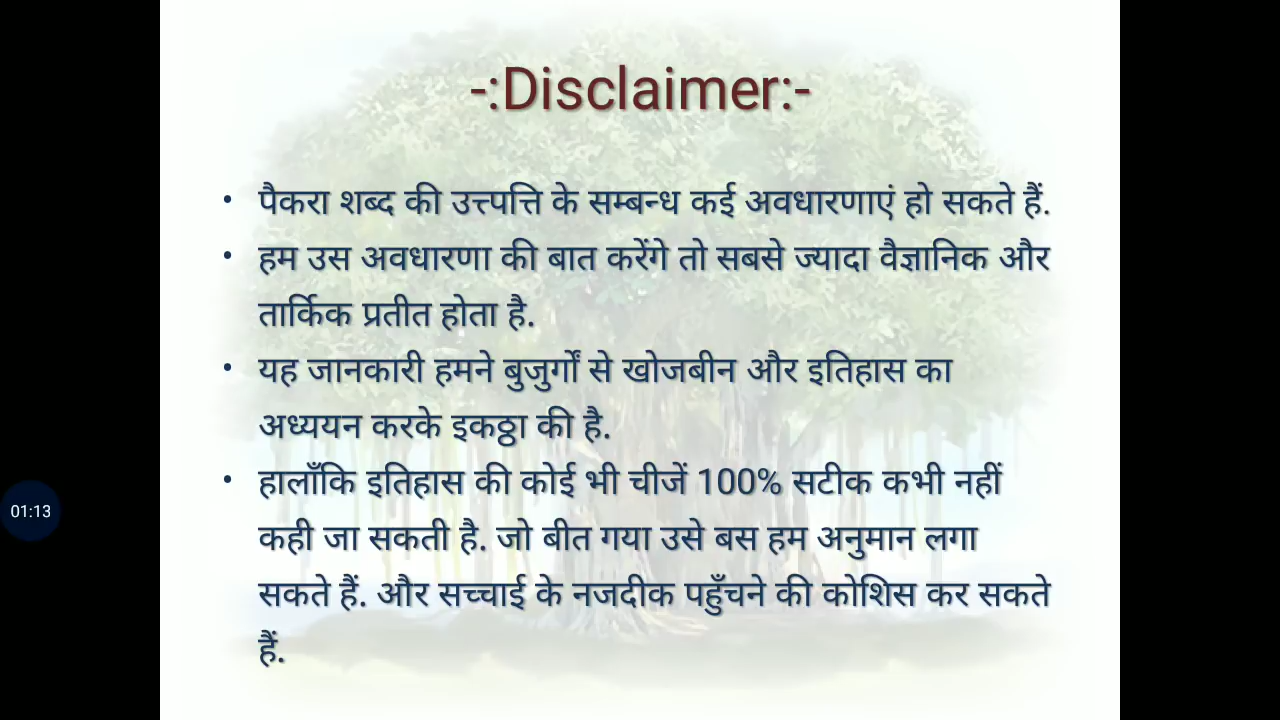 -:Disclaimer:-
• पैकरा शब्द की उत्त्पत्ति के सम्बन्ध कई अवधारणाएं हो सकते हैं.
• हम उस अवधारणा की बात करेंगे तो सबसे ज्यादा वैज्ञानिक और
तार्किक प्रतीत होता है.
• यह जानकारी हमने बुजुर्गों से खोजबीन और इतिहास का
अध्ययन करके इकठ्ठा की है.
• हालाँकि इतिहास की कोई भी चीजें 100% सटीक कभी नहीं
कही जा सकती है. जो बीत गया उसे बस हम अनुमान लगा
सकते हैं. और सच्चाई के नजदीक पहुँचने की कोशिस कर सकते
हैं.
01:13